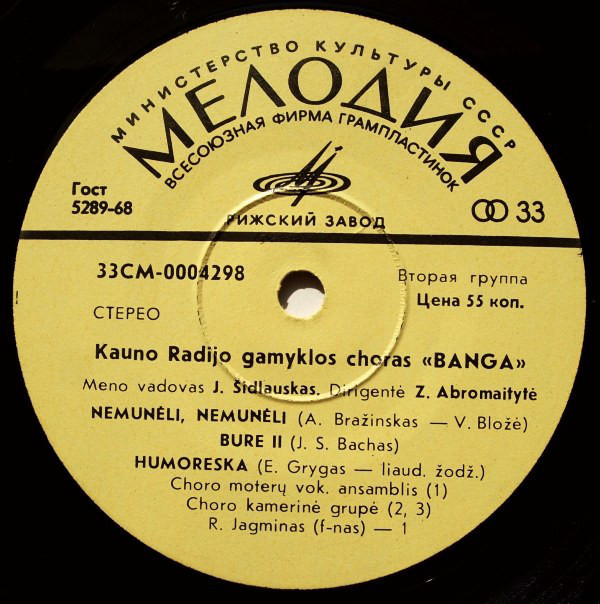 МИНИСТЕРСТВО КУЛЬТУРЫ СССР
МЕЛОДИЯ
ВСЕСОЮЗНАЯ ФИРМА ГРАМПЛАСТИНОК
Гост
5289-68
РИЖСКИЙ ЗАВОД
33
33СМ-0004298
Вторая группа
Цена 55 коп.
СТЕРЕО
Kauno Radijo gamyklos choras «BANGA»
Meno vadovas J. Šidlauskas. Dirigentė Z. Abromaitytė
NEMUNĖLI, NEMUNĖLI (A. Bražinskas — V. Bložė)
BURE II (J. S. Bachas)
HUMORESKA (E. Grygas — liaud. žodž.)
Choro moterų vok. ansamblis (1)
Choro kamerinė grupė (2, 3)
R. Jagminas (f-nas) — 1